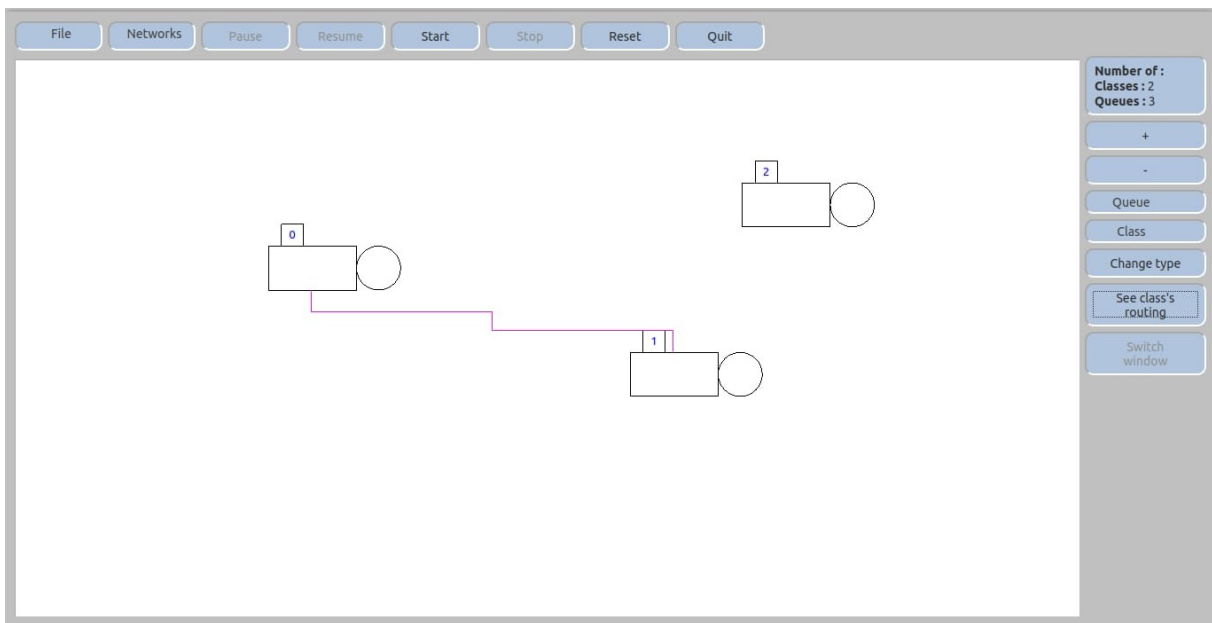 File
Networks
Pause
Resume
Start
Stop
Reset
Quit
Number of :
Classes : 2
Queues : 3
+
-
Queue
Class
Change type
See class's
routing
Switch
window
2
0
1